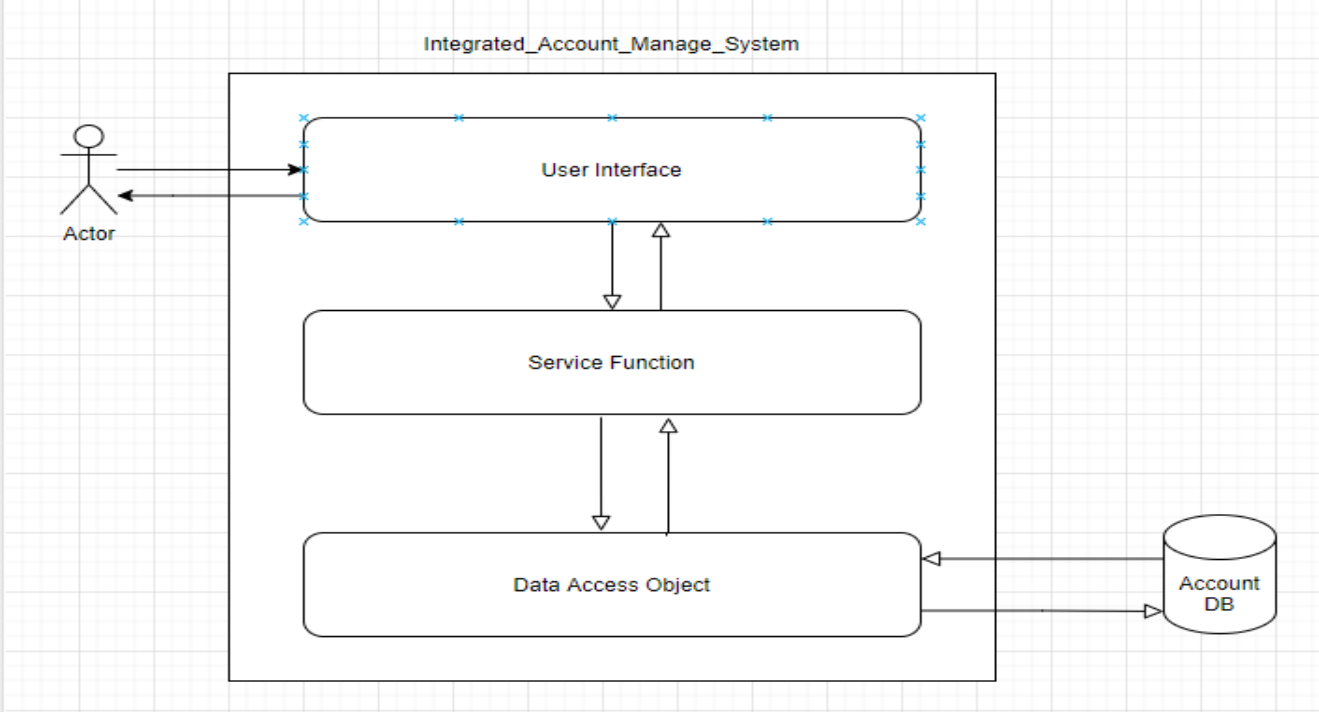 Integrated_Account_Manage_System
User Interface
Actor
Service Function
Data Access Object
Account
DB